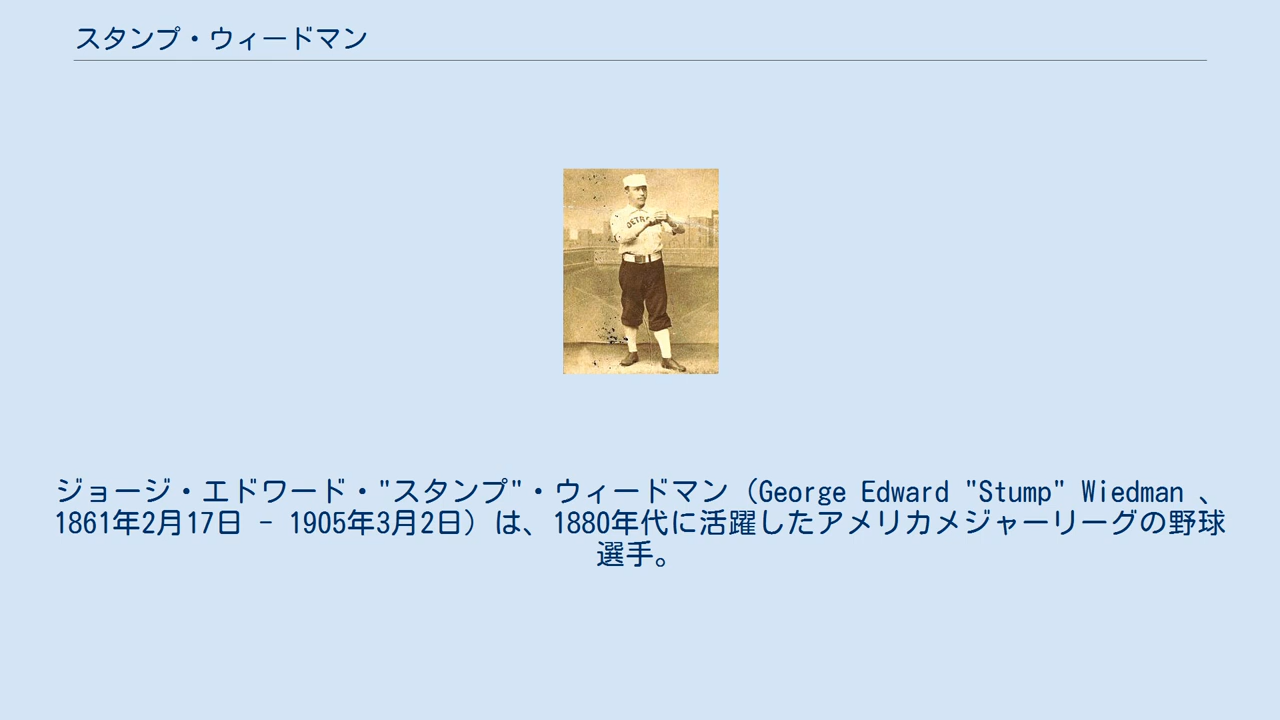 スタンプ・ウィードマン
DETR
ジョージ・エドワード・"スタンプ"・ウィードマン（George Edward "Stump" Wiedman 、
1861年2月17日 - 1905年3月2日）は、1880年代に活躍したアメリカメジャーリーグの野球
選手。